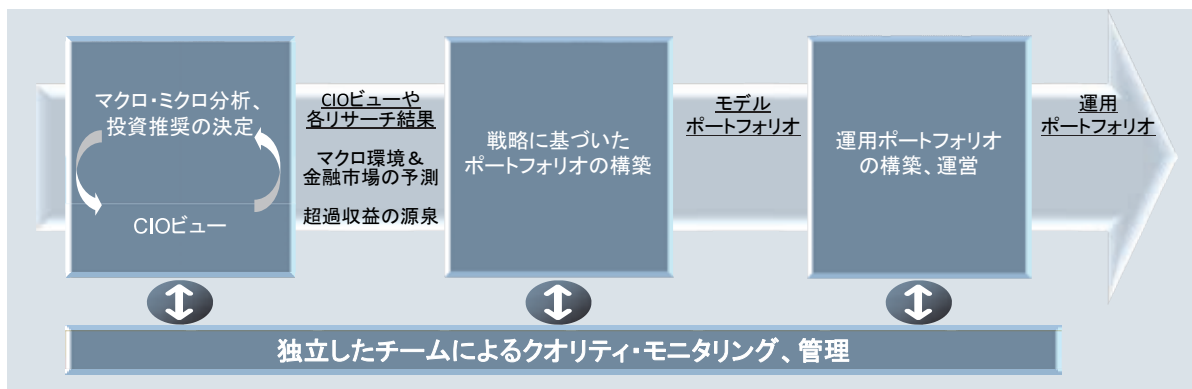 マクロ・ミクロ分析、
投資推奨の決定
CIOビュー
CIOビューや
各リサーチ結果
マクロ環境&
金融市場の予測
超過収益の源泉
戦略に基づいた
ポートフォリオの構築
モデル
ポートフォリオ
運用ポートフォリオ
の構築、運営
運用
ポートフォリオ
独立したチームによるクオリティ・モニタリング、管理